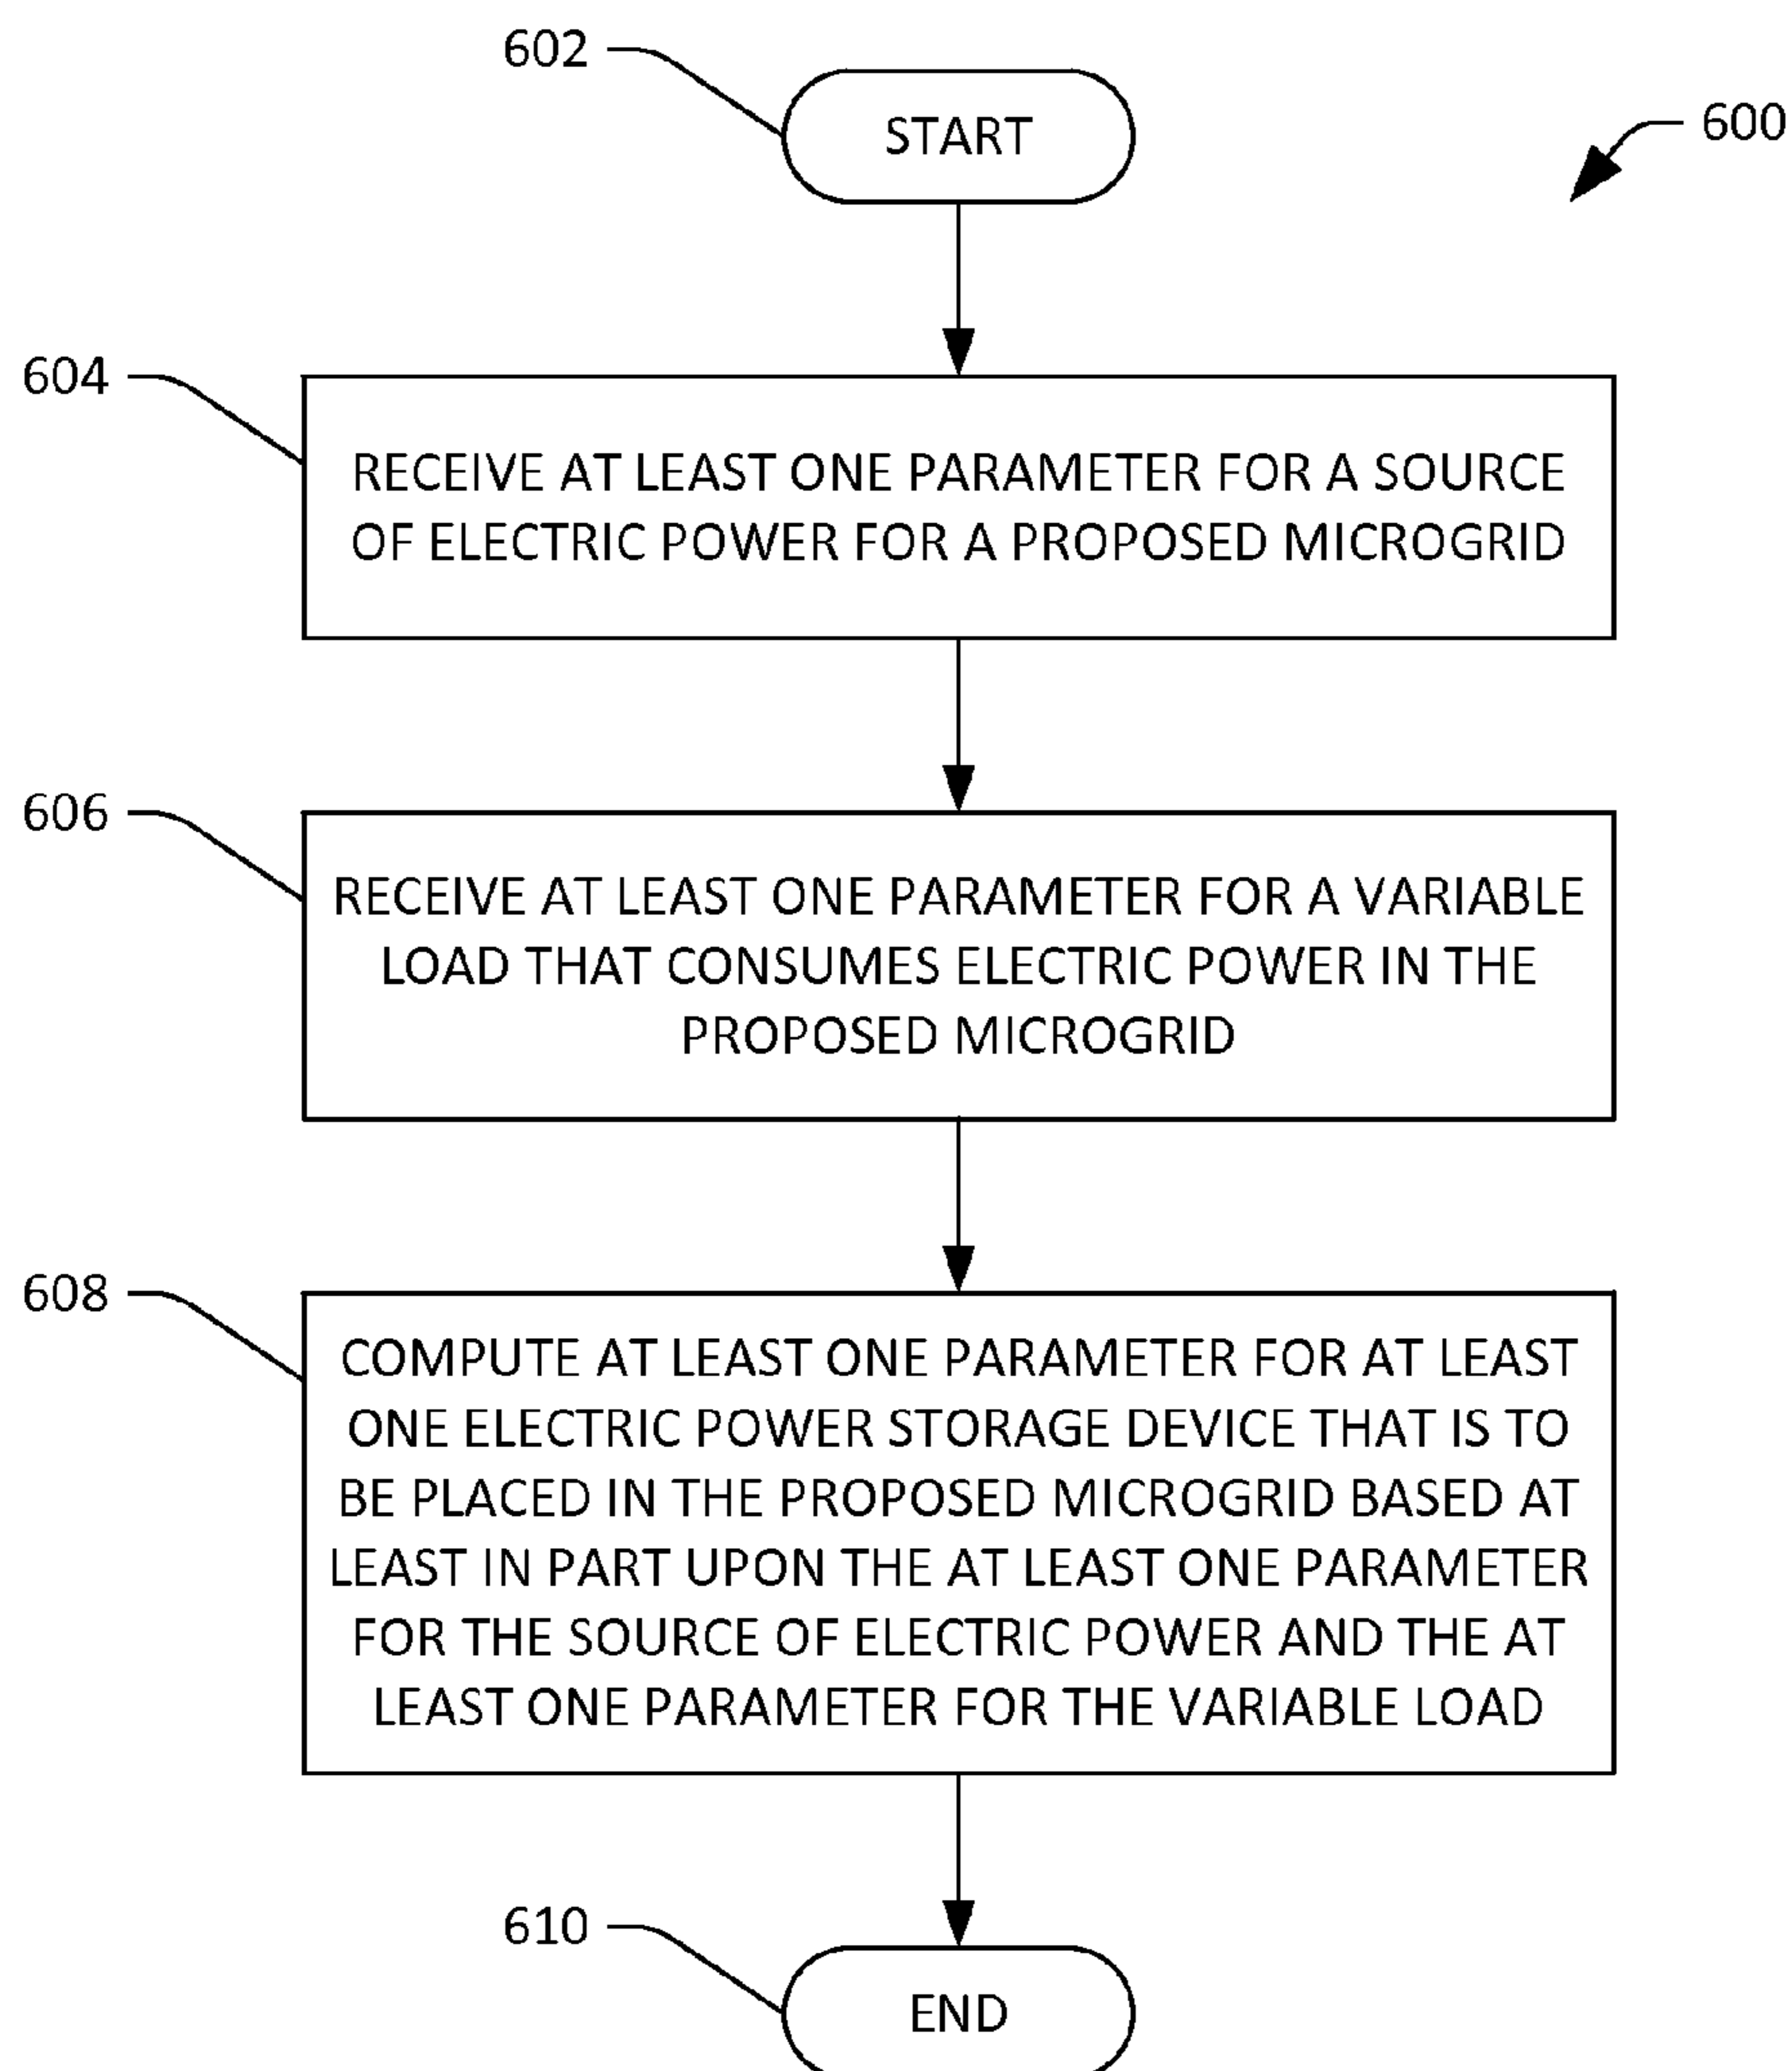 602
START
600
604
RECEIVE AT LEAST ONE PARAMETER FOR A SOURCE
OF ELECTRIC POWER FOR A PROPOSED MICROGRID
606
RECEIVE AT LEAST ONE PARAMETER FOR A VARIABLE
LOAD THAT CONSUMES ELECTRIC POWER IN THE
PROPOSED MICROGRID
608
COMPUTE AT LEAST ONE PARAMETER FOR AT LEAST
ONE ELECTRIC POWER STORAGE DEVICE THAT IS TO
BE PLACED IN THE PROPOSED MICROGRID BASED AT
LEAST IN PART UPON THE AT LEAST ONE PARAMETER
FOR THE SOURCE OF ELECTRIC POWER AND THE AT
LEAST ONE PARAMETER FOR THE VARIABLE LOAD
610
END